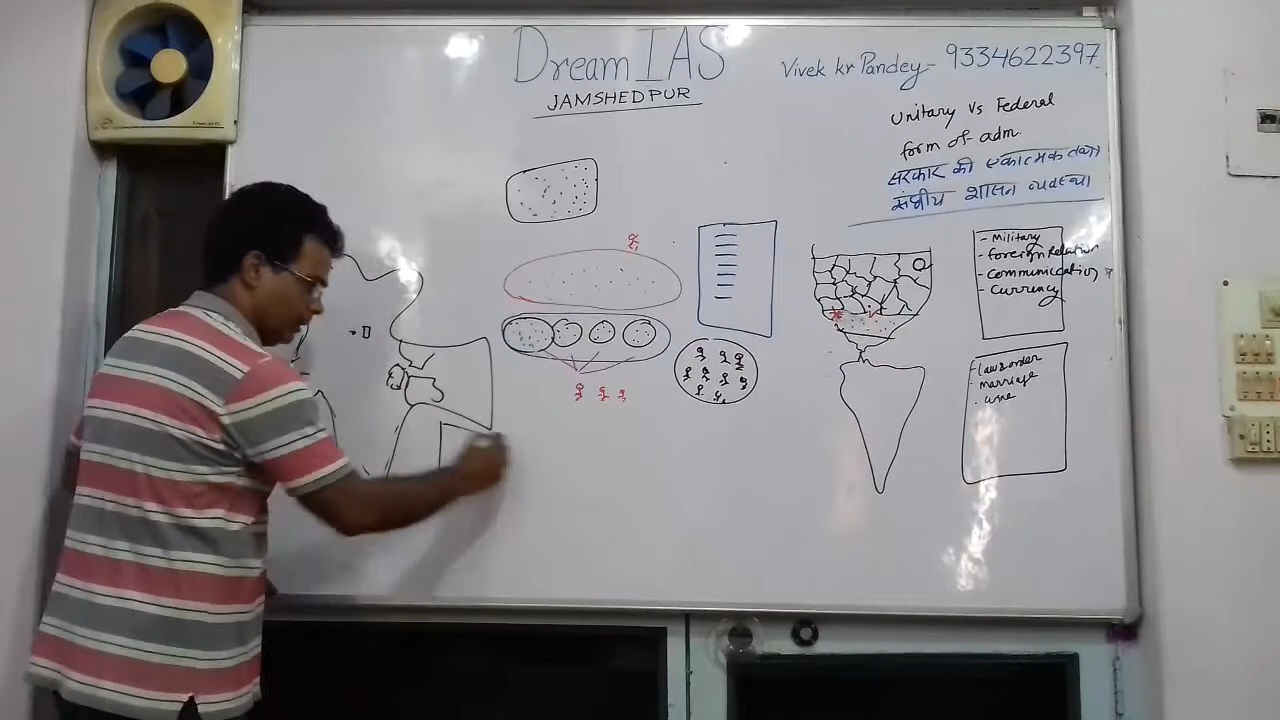 Dream IAS
JAMSHEDPUR
Vivek kr Pandey- 9334622397
Unitary Vs Federal
form of adm.
सरकार की एकात्मक तथा
संघीय शासन व्यवस्था
- Military
- foreign Relation
- Communication
- Currency
- law & order
- marriage